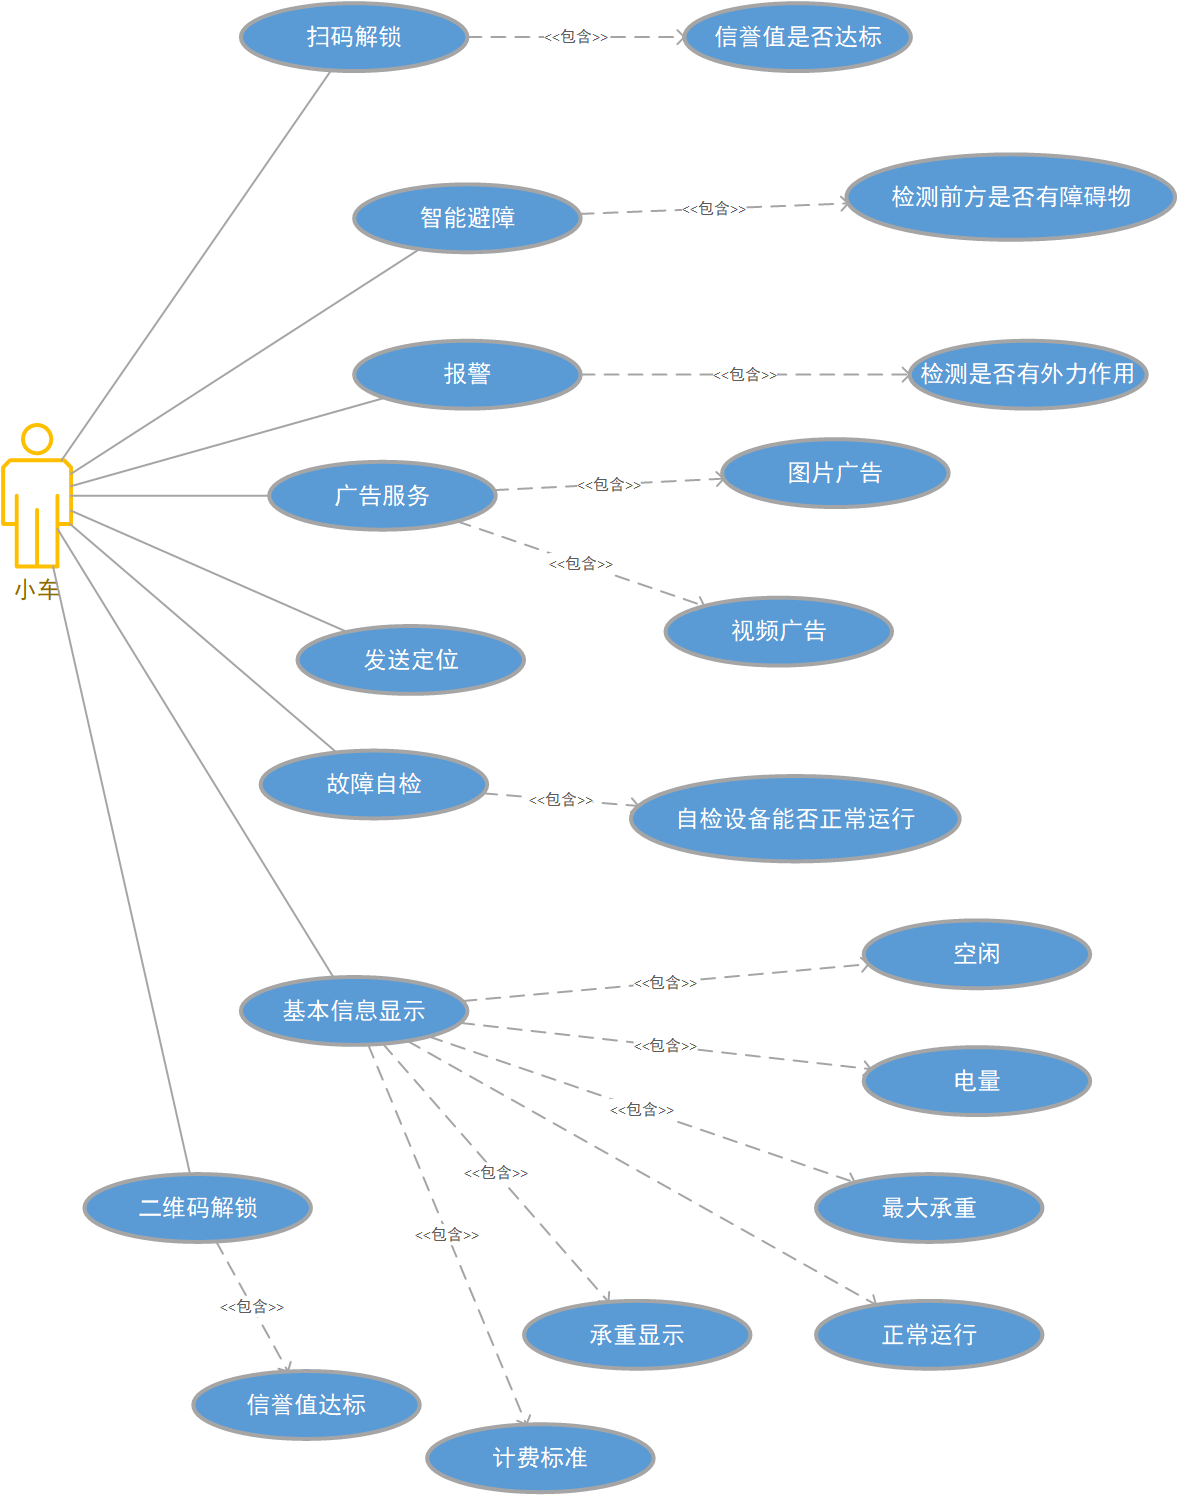 扫码解锁
<<包含>>
信誉值是否达标
智能避障
<<包含>>
检测前方是否有障碍物
报警
<<包含>>
检测是否有外力作用
小车
广告服务
<<包含>>
图片广告
<<包含>>
视频广告
发送定位
故障自检
<<包含>>
自检设备能否正常运行
基本信息显示
<<包含>>
空闲
<<包含>>
电量
<<包含>>
最大承重
<<包含>>
二维码解锁
<<包含>>
正常运行
承重显示
<<包含>>
信誉值达标
计费标准